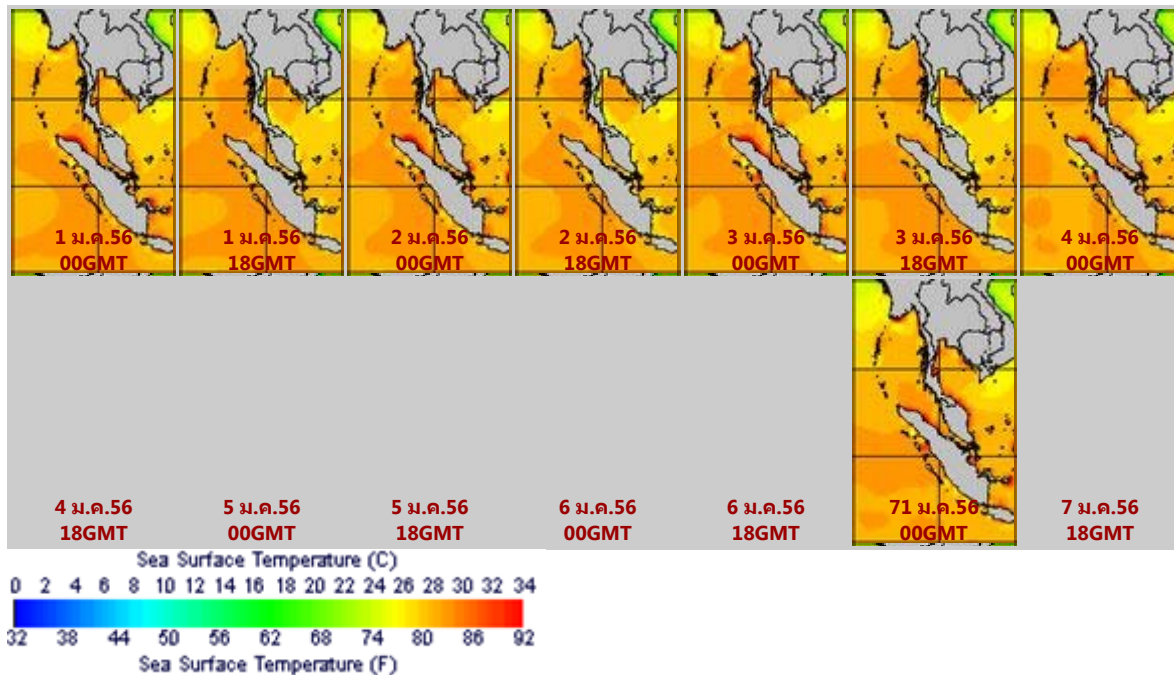 1 ม.ค.56
00GMT
1 ม.ค.56
18GMT
2 ม.ค.56
00GMT
2 ม.ค.56
18GMT
3 ม.ค.56
00GMT
3 ม.ค.56
18GMT
4 ม.ค.56
00GMT
4 ม.ค.56
18GMT
5 ม.ค.56
00GMT
5 ม.ค.56
18GMT
6 ม.ค.56
00GMT
6 ม.ค.56
18GMT
71 ม.ค.56
00GMT
7 ม.ค.56
18GMT
Sea Surface Temperature (C)
0 2 4 6 8 10 12 14 16 18 20 22 24 26 28 30 32 34
32 38 44 50 56 62 68 74 80 86 92
Sea Surface Temperature (F)